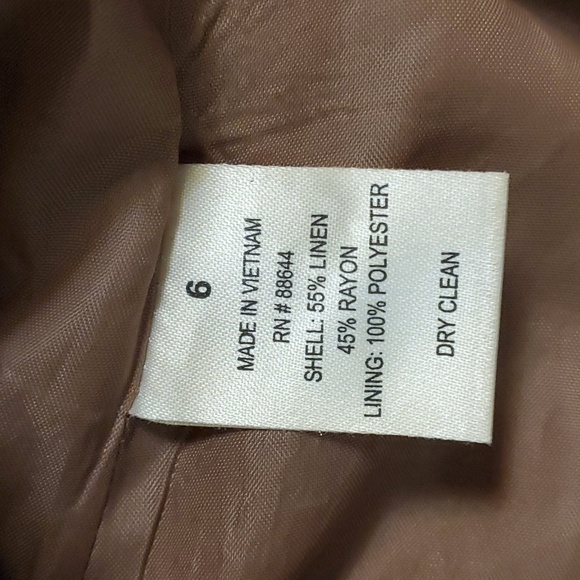 6
MADE IN VIETNAM
RN # 88644
SHELL: 55% LINEN
45% RAYON
LINING: 100% POLYESTER
DRY CLEAN